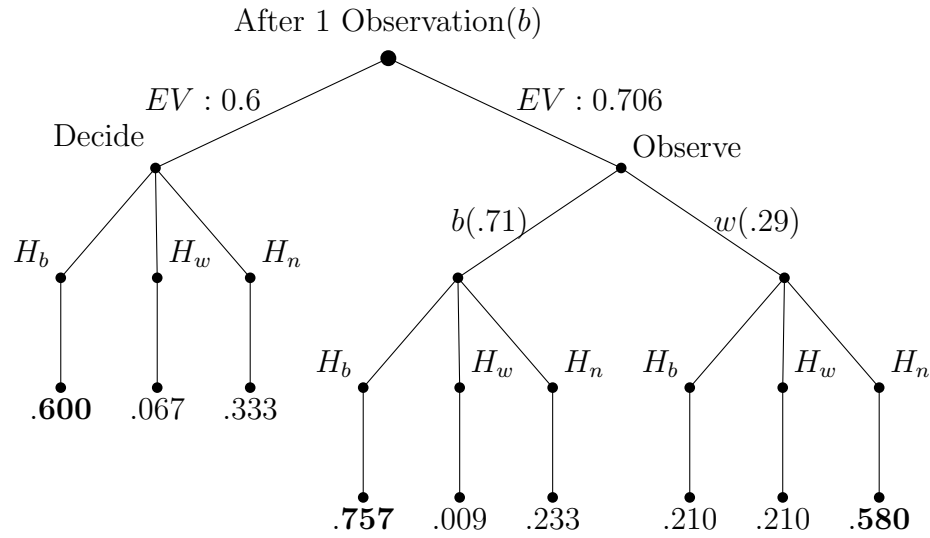 After 1 Observation(b)
EV : 0.6
EV : 0.706
Decide
Observe
b(.71)
w(.29)
H_b
H_w
H_n
.600
.067
.333
H_b
H_w
H_n
H_b
H_w
H_n
.757
.009
.233
.210
.210
.580